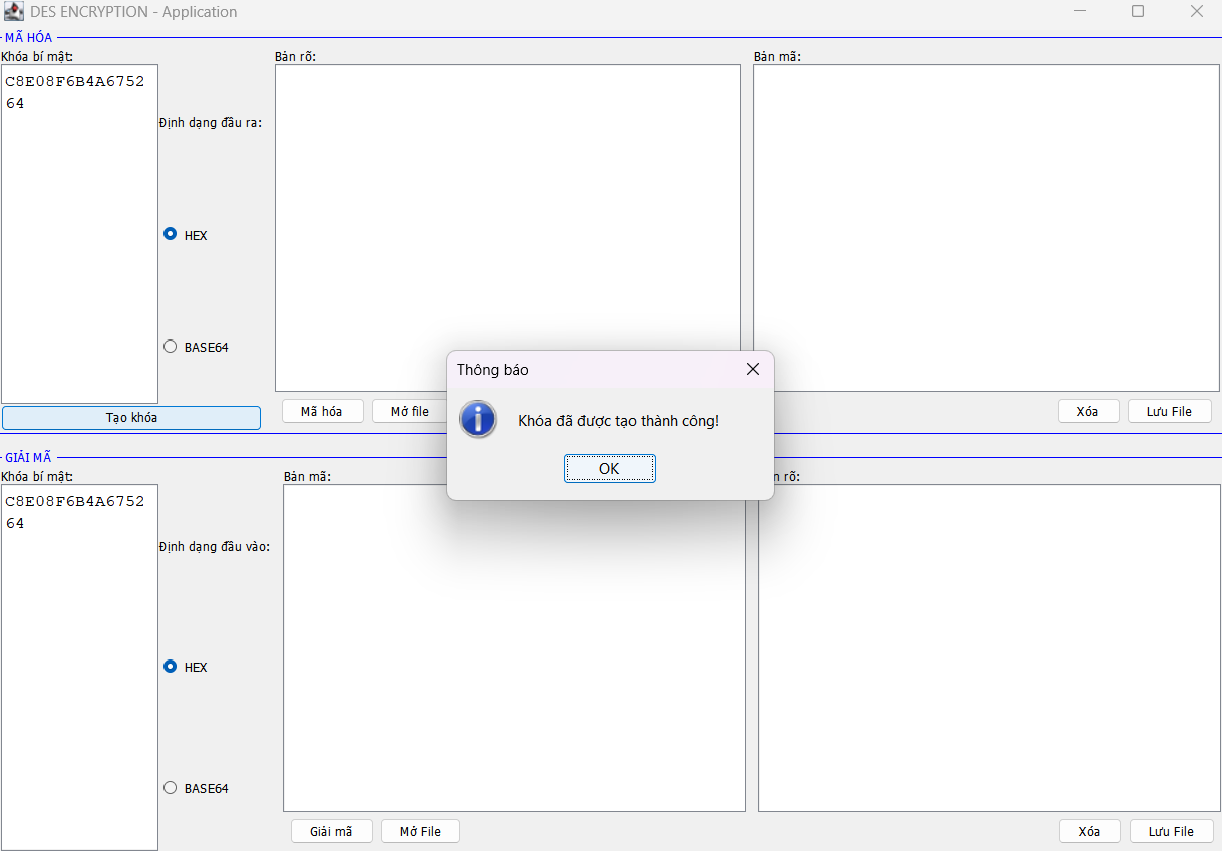 DES ENCRYPTION - Application
MÃ HÓA
Khóa bí mật:
Bản rõ:
Bản mã:
C8E08F6B4A6752
64
Định dạng đầu ra:
HEX
BASE64
Tạo khóa
Mã hóa
Mở file
Xóa
Lưu File
Thông báo
Khóa đã được tạo thành công!
OK
GIẢI MÃ
Khóa bí mật:
Bản mã:
rõ:
C8E08F6B4A6752
64
Định dạng đầu vào:
HEX
BASE64
Giải mã
Mở File
Xóa
Lưu File